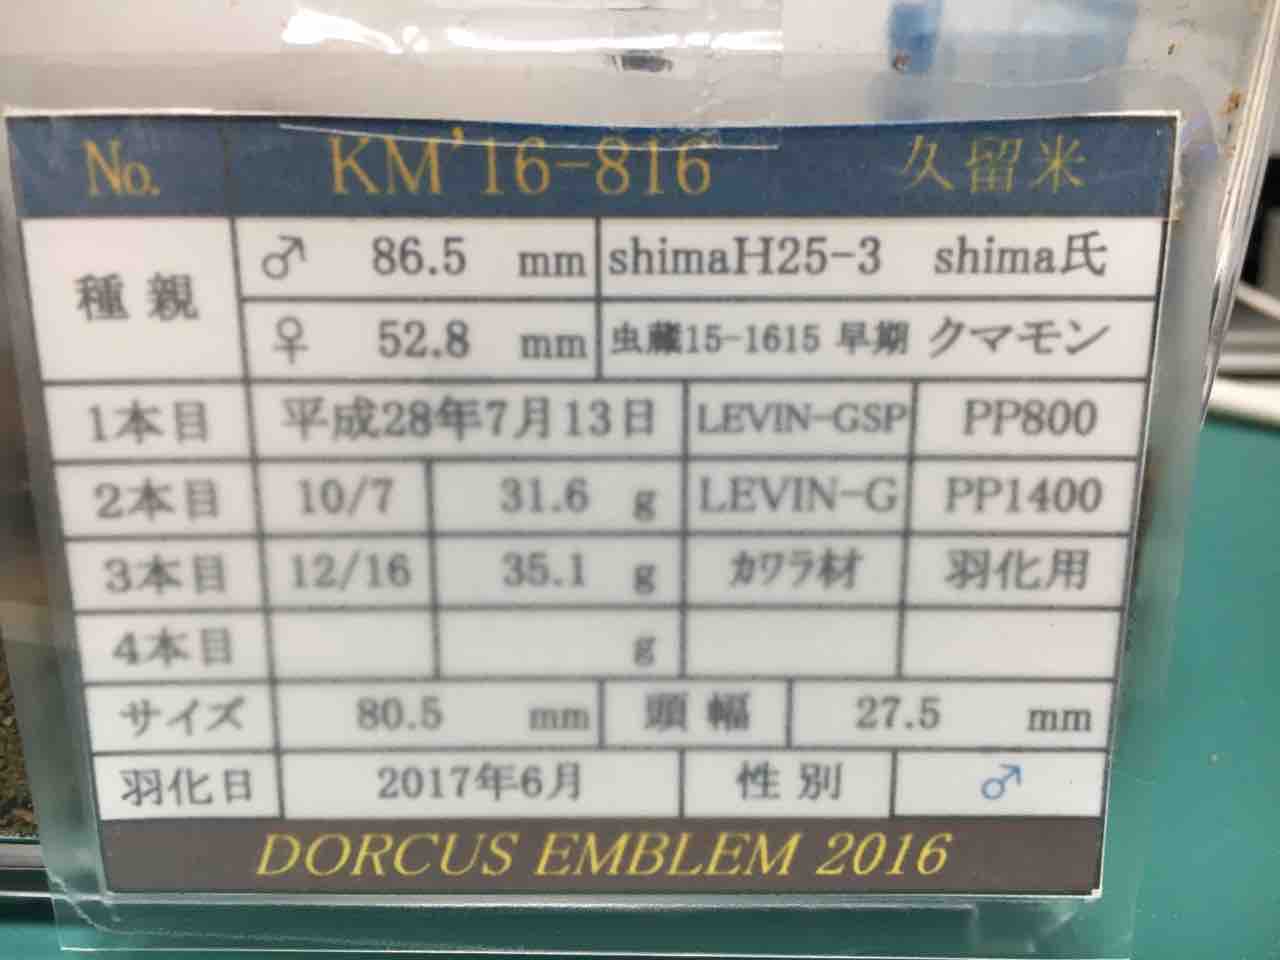 No. KM'16-816 久留米
種親 ♂ 86.5 mm shimaH25-3 shima氏
♀ 52.8 mm 虫蔵15-1615 早期 クマモン
1本目 平成28年7月13日 LEVIN-GSP PP800
2本目 10/7 31.6 g LEVIN-G PP1400
3本目 12/16 35.1 g カワラ材 羽化用
4本目 g
サイズ 80.5 mm 頭幅 27.5 mm
羽化日 2017年6月 性別 ♂
DORCUS EMBLEM 2016